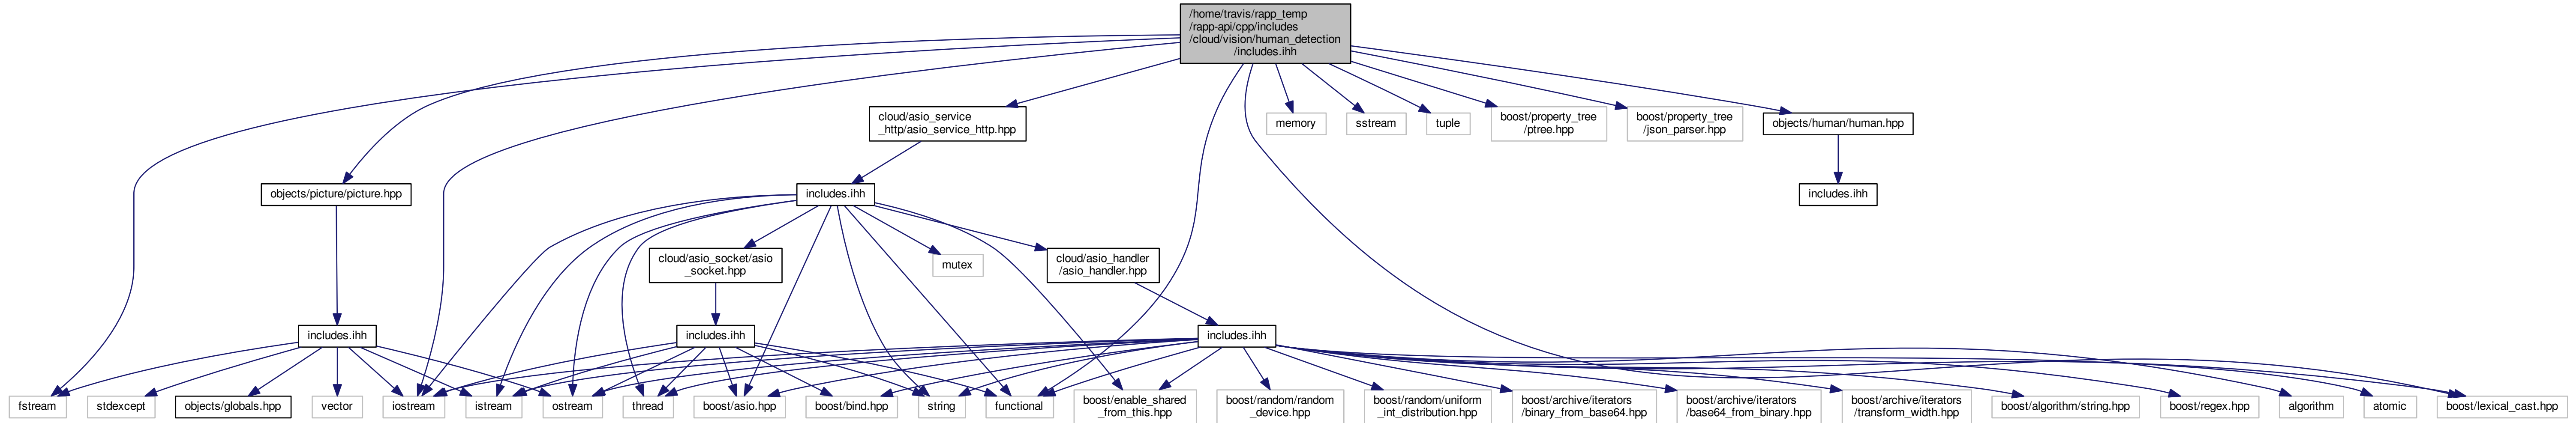 /home/travis/rapp_temp
/rapp-api/cpp/includes
/cloud/vision/human_detection
/includes.ihh
cloud/asio_service
_http/asio_service_http.hpp
memory
sstream
tuple
boost/property_tree
/ptree.hpp
boost/property_tree
/json_parser.hpp
objects/human/human.hpp
objects/picture/picture.hpp
includes.ihh
includes.ihh
cloud/asio_socket/asio
_socket.hpp
mutex
cloud/asio_handler
/asio_handler.hpp
includes.ihh
includes.ihh
includes.ihh
fstream
stdexcept
objects/globals.hpp
vector
iostream
istream
ostream
thread
boost/asio.hpp
boost/bind.hpp
string
functional
boost/enable_shared
_from_this.hpp
boost/random/random
_device.hpp
boost/random/uniform
_int_distribution.hpp
boost/archive/iterators
/binary_from_base64.hpp
boost/archive/iterators
/base64_from_binary.hpp
boost/archive/iterators
/transform_width.hpp
boost/algorithm/string.hpp
boost/regex.hpp
algorithm
atomic
boost/lexical_cast.hpp